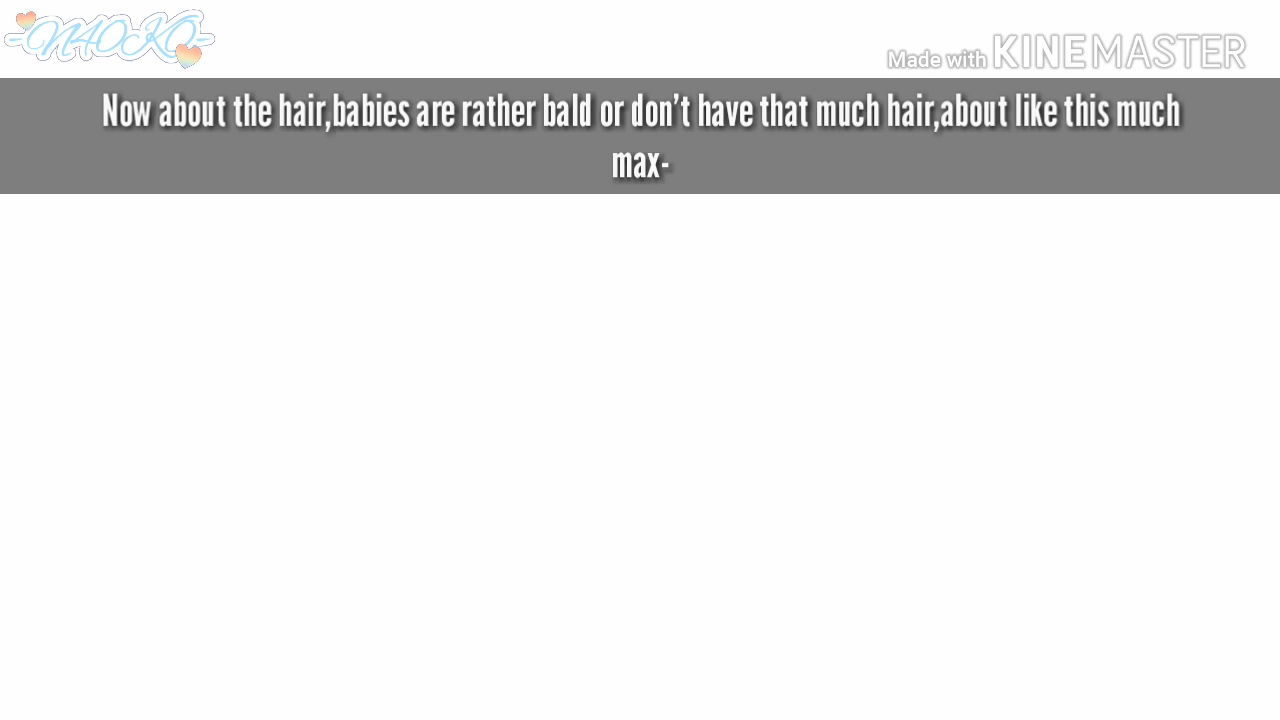 -N4OKO-
Made with KINEMASTER
Now about the hair,babies are rather bald or don't have that much hair,about like this much
max-